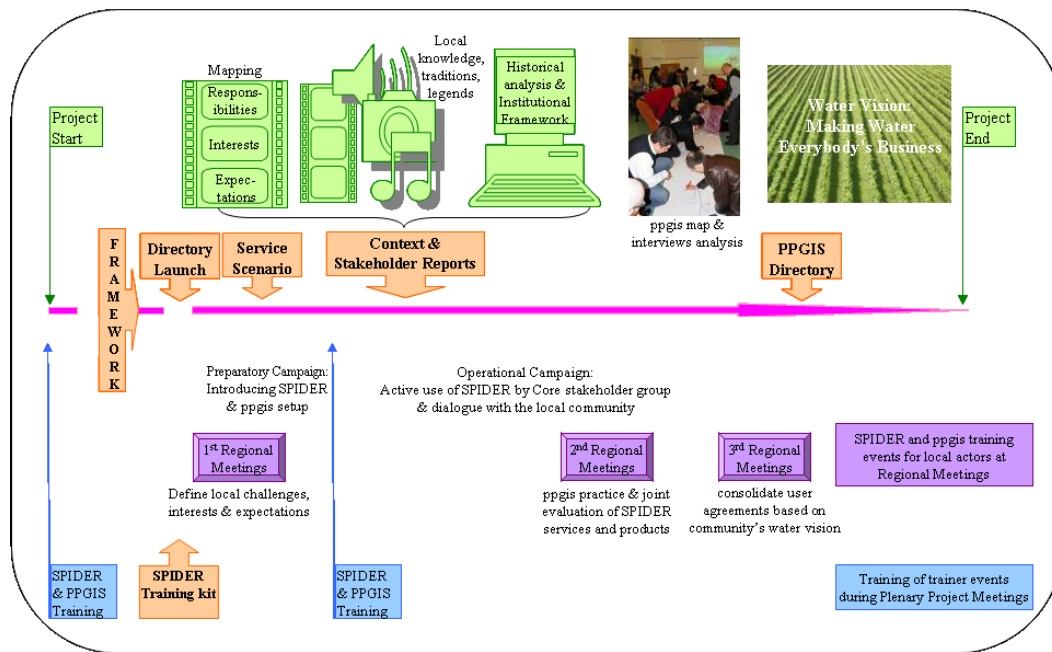 Project
Start
Mapping
Respons-
ibilities
Interests
Expec-
tations
Local
knowledge,
traditions,
legends
Historical
analysis &
Institutional
Framework
ppgis map &
interviews analysis
Water Vision:
Making Water
Everybody's Business
Project
End
FRAMEWORK
Directory
Launch
Service
Scenario
Context &
Stakeholder Reports
PPGIS
Directory
Preparatory Campaign:
Introducing SPIDER
& ppgis setup
Operational Campaign:
Active use of SPIDER by Core stakeholder group
& dialogue with the local community
1st Regional
Meetings
Define local challenges,
interests & expectations
2nd Regional
Meetings
ppgis practice & joint
evaluation of SPIDER
services and products
3rd Regional
Meetings
consolidate user
agreements based on
community's water vision
SPIDER and ppgis training
events for local actors at
Regional Meetings
SPIDER
& PPGIS
Training
SPIDER
Training kit
SPIDER
& PPGIS
Training
Training of trainer events
during Plenary Project Meetings